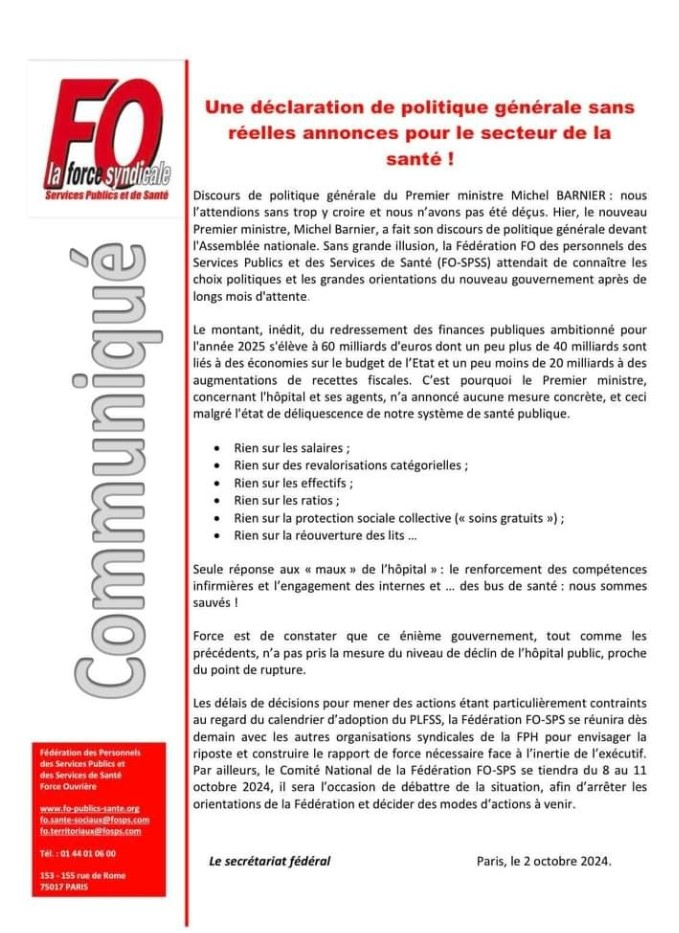 FO
la force syndicale
Services Publics et de Santé
Communiqué
Fédération des Personnels
des Services Publics et
des Services de Santé
Force Ouvrière
www.fo-publics-sante.org
fo.sante-sociaux@fosps.com
fo.territoriaux@fosps.com
Tél. : 01 44 01 06 00
153 - 155 rue de Rome
75017 PARIS
Une déclaration de politique générale sans
réelles annonces pour le secteur de la
santé !
Discours de politique générale du Premier ministre Michel BARNIER : nous
l'attendions sans trop y croire et nous n'avons pas été déçus. Hier, le nouveau
Premier ministre, Michel Barnier, a fait son discours de politique générale devant
l'Assemblée nationale. Sans grande illusion, la Fédération FO des personnels des
Services Publics et des Services de Santé (FO-SPSS) attendait de connaître les
choix politiques et les grandes orientations du nouveau gouvernement après de
longs mois d'attente.
Le montant, inédit, du redressement des finances publiques ambitionné pour
l'année 2025 s'élève à 60 milliards d'euros dont un peu plus de 40 milliards sont
liés à des économies sur le budget de l'Etat et un peu moins de 20 milliards à des
augmentations de recettes fiscales. C'est pourquoi le Premier ministre,
concernant l'hôpital et ses agents, n'a annoncé aucune mesure concrète, et ceci
malgré l'état de déliquescence de notre système de santé publique.
• Rien sur les salaires ;
• Rien sur des revalorisations catégorielles ;
• Rien sur les effectifs ;
• Rien sur les ratios ;
• Rien sur la protection sociale collective (« soins gratuits ») ;
• Rien sur la réouverture des lits …
Seule réponse aux « maux » de l'hôpital » : le renforcement des compétences
infirmières et l'engagement des internes et … des bus de santé : nous sommes
sauvés !
Force est de constater que ce énième gouvernement, tout comme les
précédents, n'a pas pris la mesure du niveau de déclin de l'hôpital public, proche
du point de rupture.
Les délais de décisions pour mener des actions étant particulièrement contraints
au regard du calendrier d'adoption du PLFSS, la Fédération FO-SPS se réunira dès
demain avec les autres organisations syndicales de la FPH pour envisager la
riposte et construire le rapport de force nécessaire face à l'inertie de l'exécutif.
Par ailleurs, le Comité National de la Fédération FO-SPS se tiendra du 8 au 11
octobre 2024, il sera l'occasion de débattre de la situation, afin d'arrêter les
orientations de la Fédération et décider des modes d'actions à venir.
Le secrétariat fédéral Paris, le 2 octobre 2024.